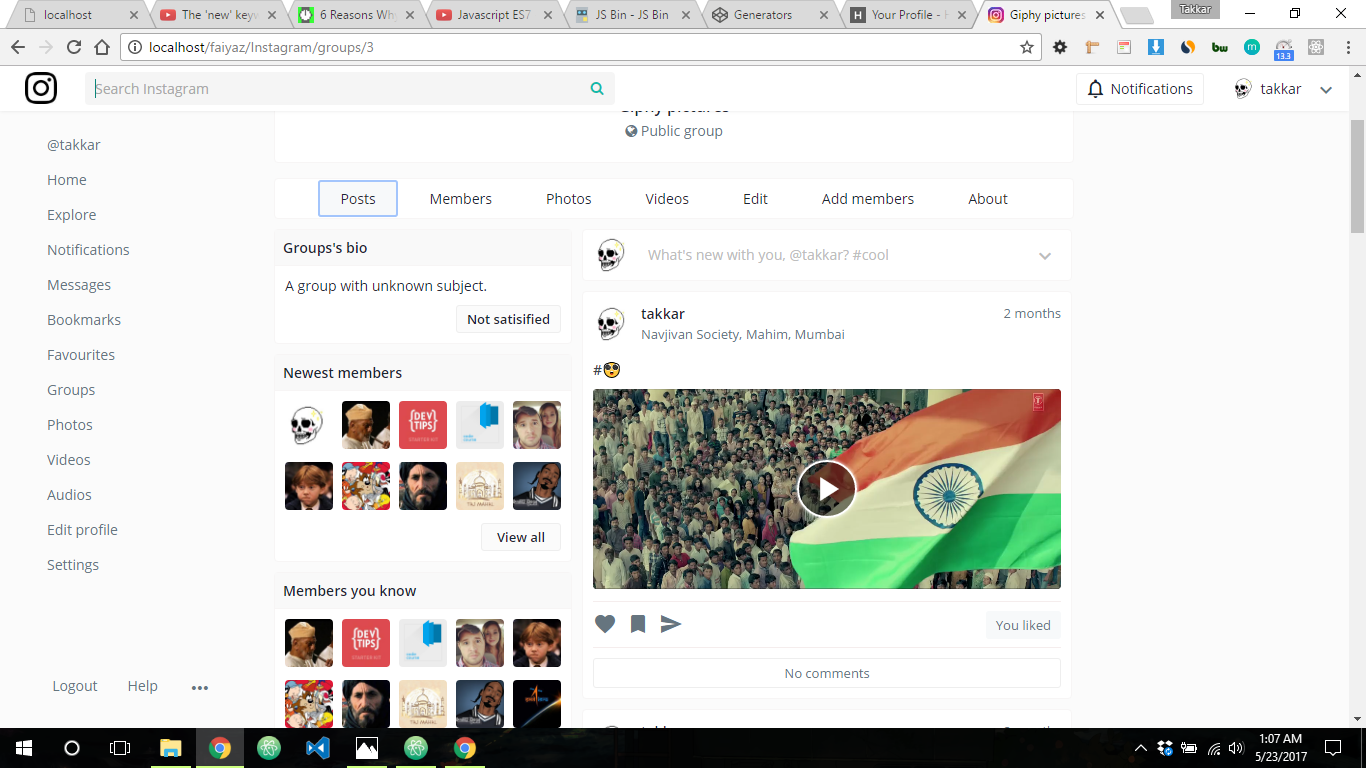 localhost
The 'new' keyw
6 Reasons Why
Javascript ES7
JS Bin - JS Bin
Generators
Your Profile - H
Giphy pictures
Takkar
localhost/faiyaz/Instagram/groups/3
bw
m
13.3
Search Instagram
Notifications
takkar
@takkar
Home
Explore
Notifications
Messages
Bookmarks
Favourites
Groups
Photos
Videos
Audios
Edit profile
Settings
Logout
Help
Giphy pictures
Public group
Posts
Members
Photos
Videos
Edit
Add members
About
Groups's bio
A group with unknown subject.
Not satisified
Newest members
{DEV
TIPS}
View all
Members you know
{DEV
TIPS}
What's new with you, @takkar? #cool
takkar
2 months
Navjivan Society, Mahim, Mumbai
#😳
You liked
No comments
1:07 AM
5/23/2017